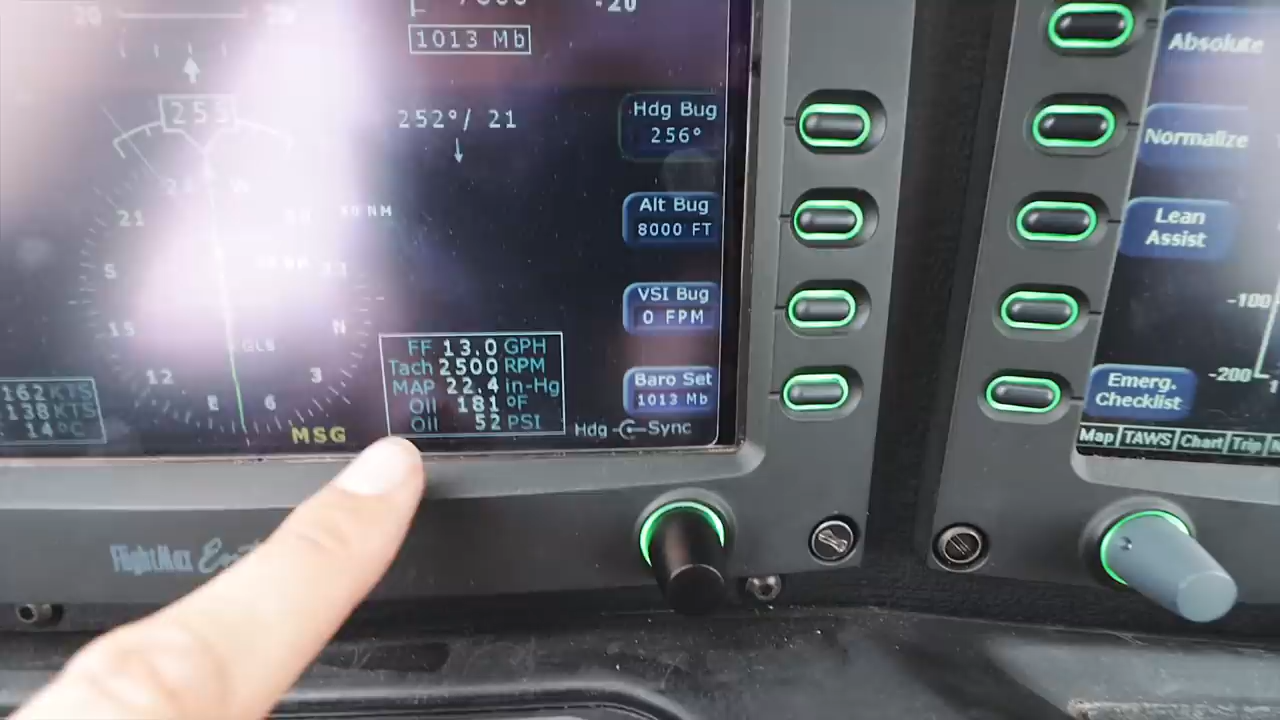 1013 Mb
255
252°/ 21
Hdg Bug
256°
W
21
Alt Bug
8000 FT
S
15
N
VSI Bug
0 FPM
12
3
E
6
FF 13.0 GPH
Tach 2500 RPM
MAP 22.4 in-Hg
Oil 181 °F
Oil 52 PSI
Baro Set
1013 Mb
162 KTS
138 KTS
14°C
MSG
Hdg Sync
FlightMax
Absolute
Normalize
Lean
Assist
-100
-200
Emerg.
Checklist
Map TAWS Chart Trip